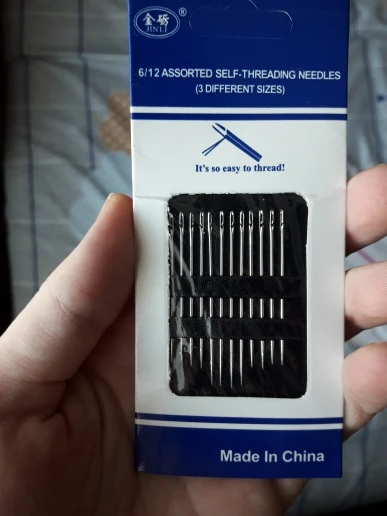 金砺
JINLI
®
6/12 ASSORTED SELF-THREADING NEEDLES
(3 DIFFERENT SIZES)
It's so easy to thread!
Made In China